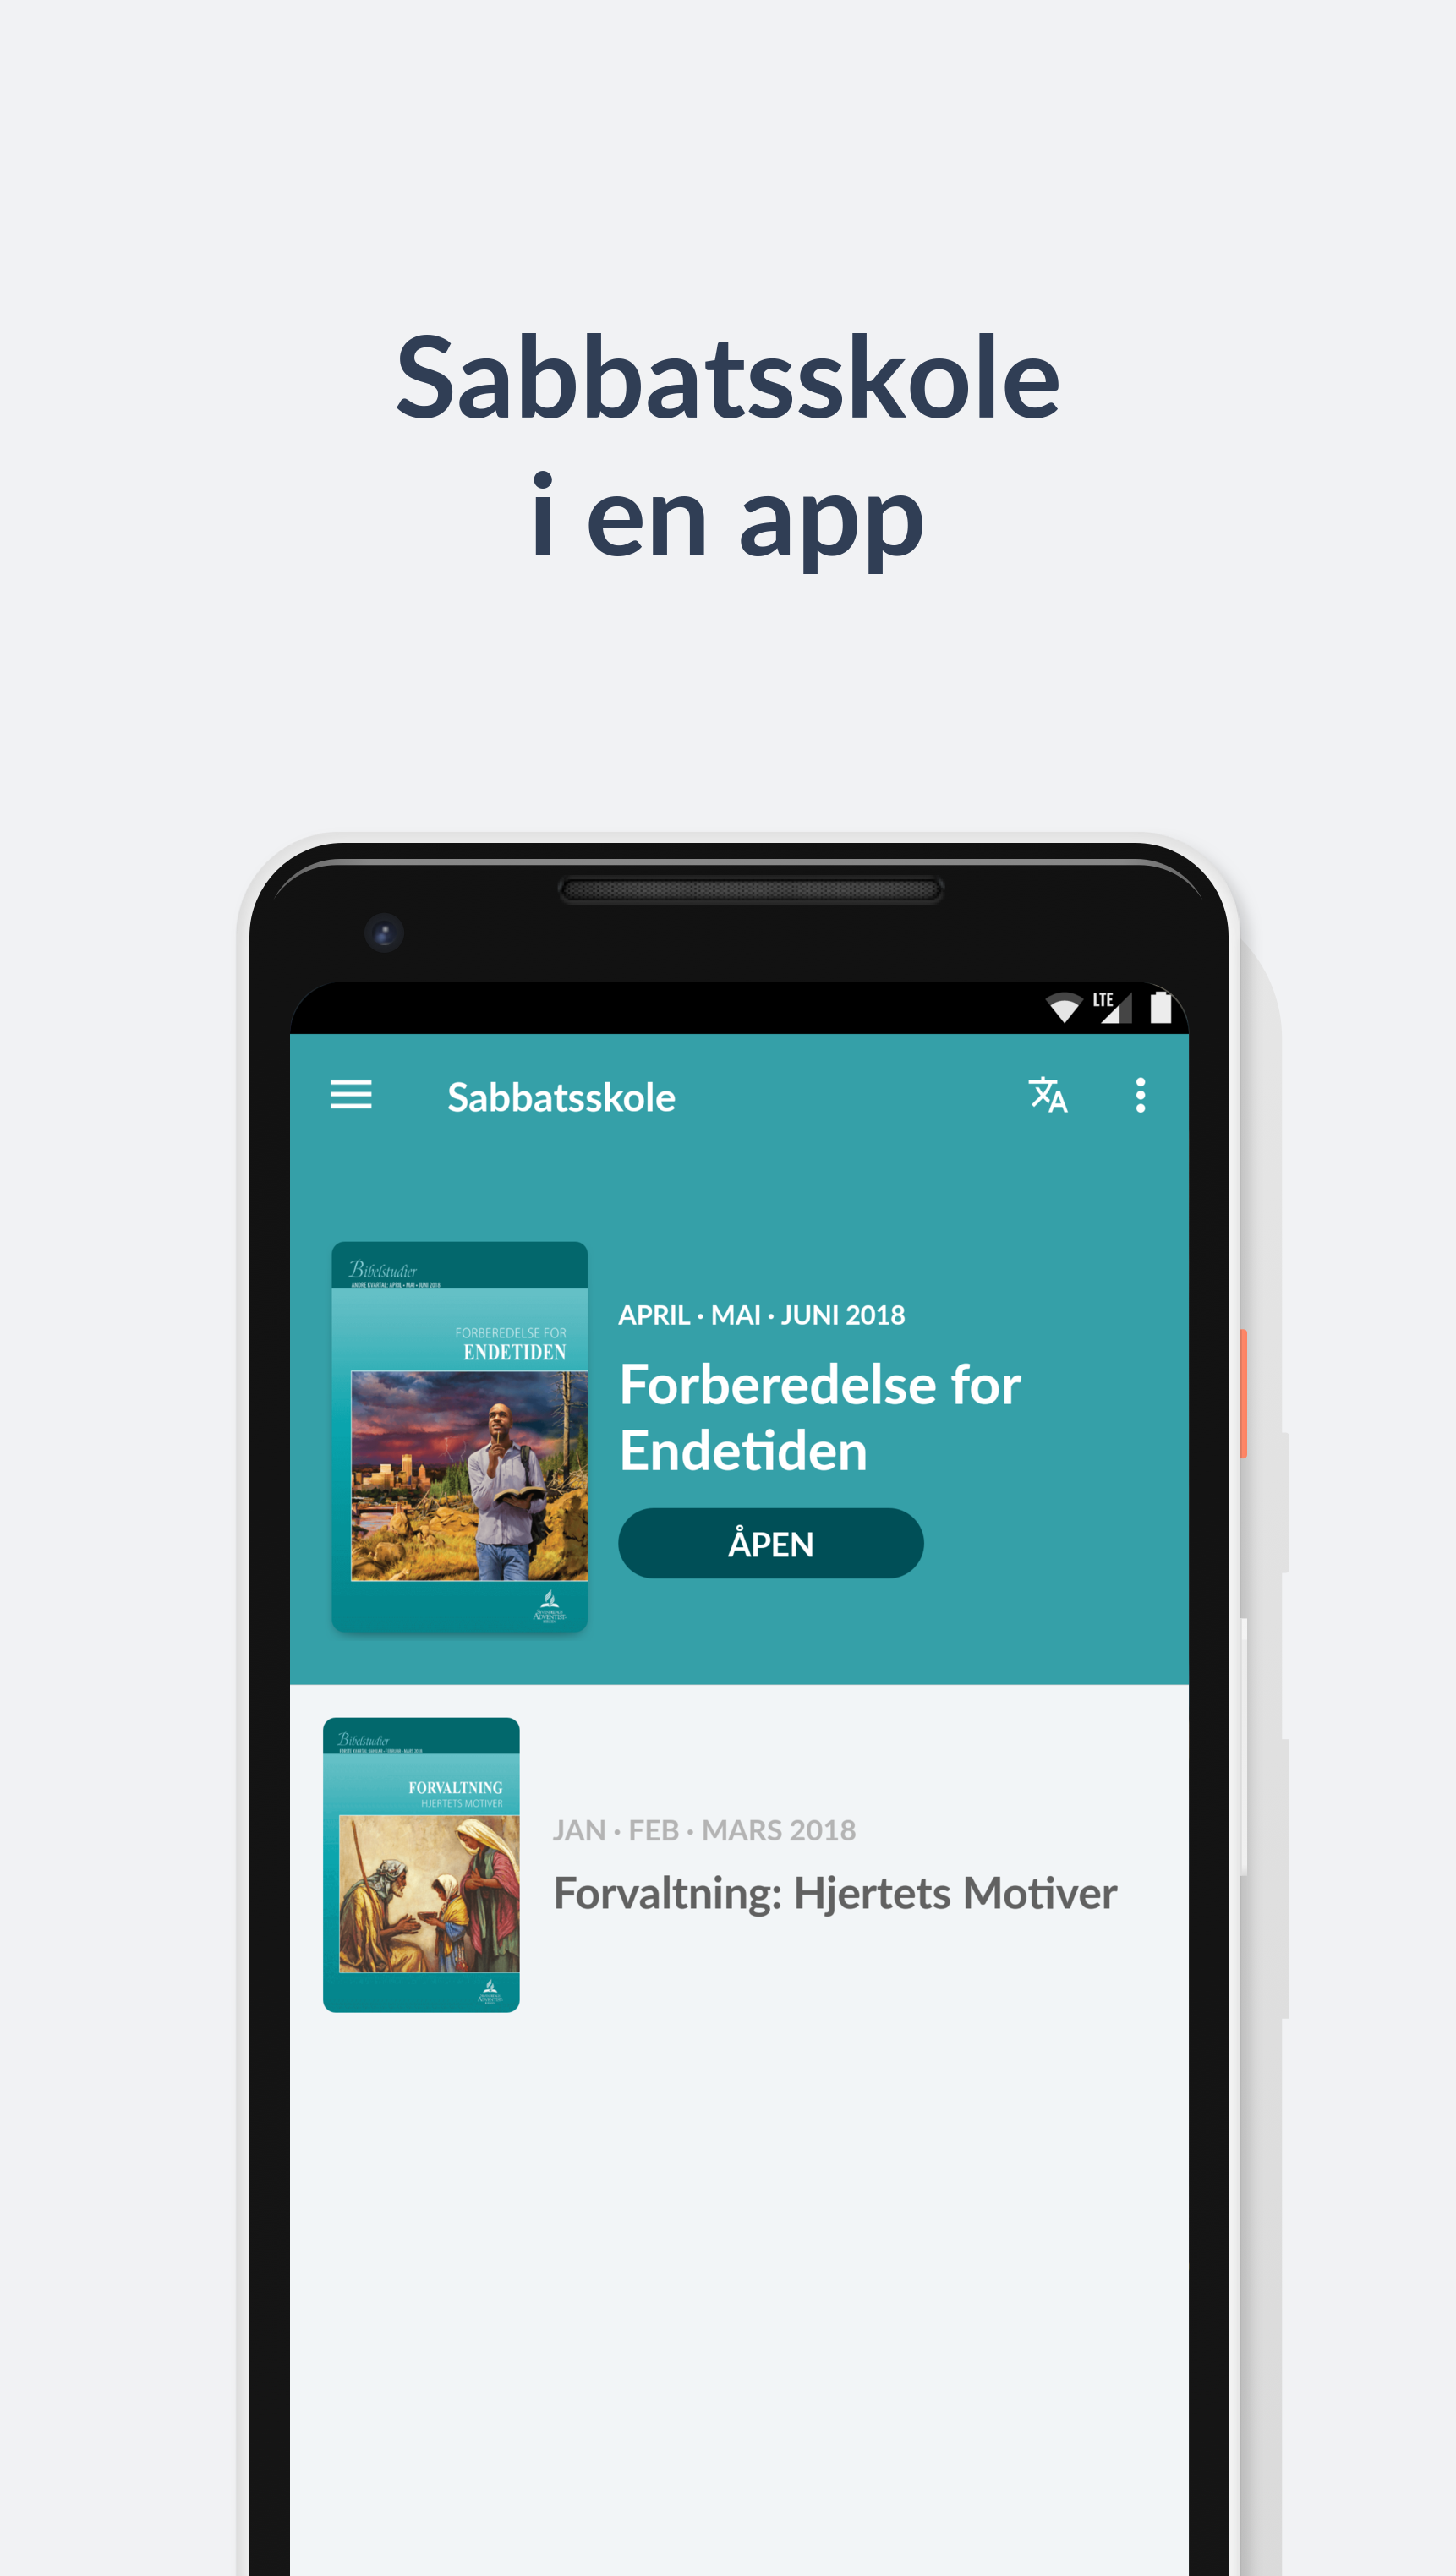 Sabbatsskole
i en app
LTE
Sabbatsskole
Bibelstudier
ANDRE KVARTAL: APRIL • MAI • JUNI 2018
FORBEREDELSE FOR
ENDETIDEN
APRIL · MAI · JUNI 2018
Forberedelse for
Endetiden
ÅPEN
Bibelstudier
FORVALTNING
HJERTETS MOTIVER
JAN · FEB · MARS 2018
Forvaltning: Hjertets Motiver